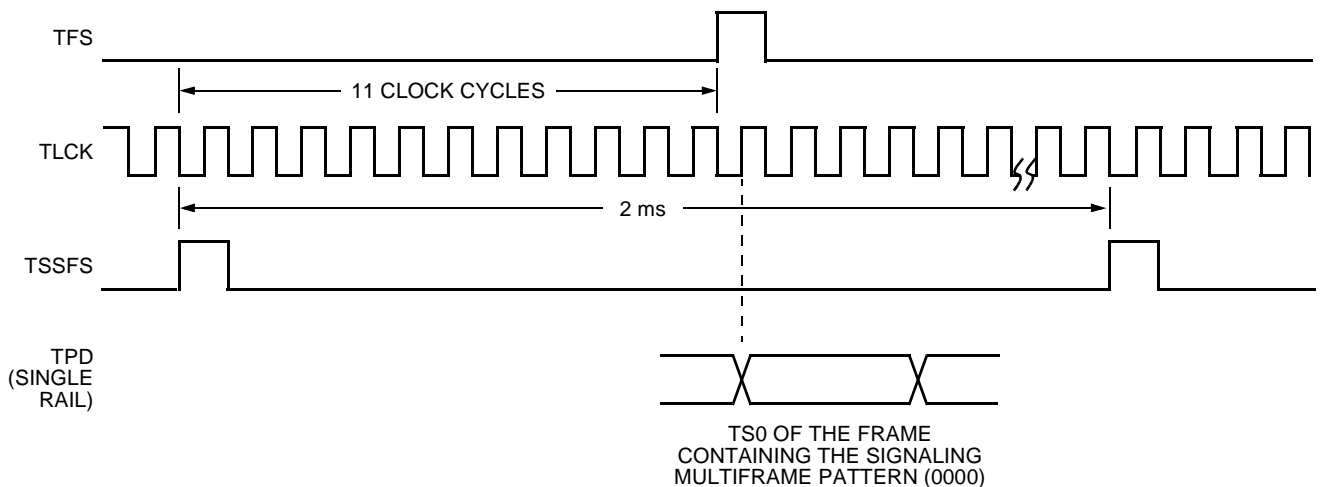 TFS
11 CLOCK CYCLES
TLCK
2 ms
TSSFS
TPD
(SINGLE
RAIL)
TS0 OF THE FRAME
CONTAINING THE SIGNALING
MULTIFRAME PATTERN (0000)